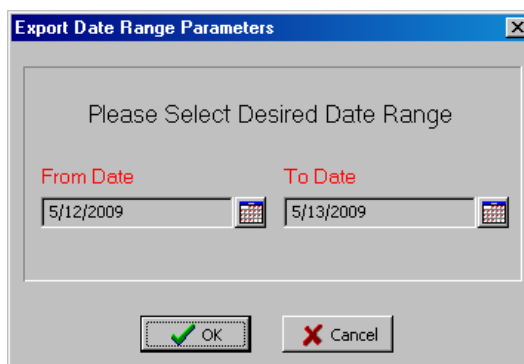 Export Date Range Parameters
Please Select Desired Date Range
From Date To Date
5/12/2009 5/13/2009
OK Cancel